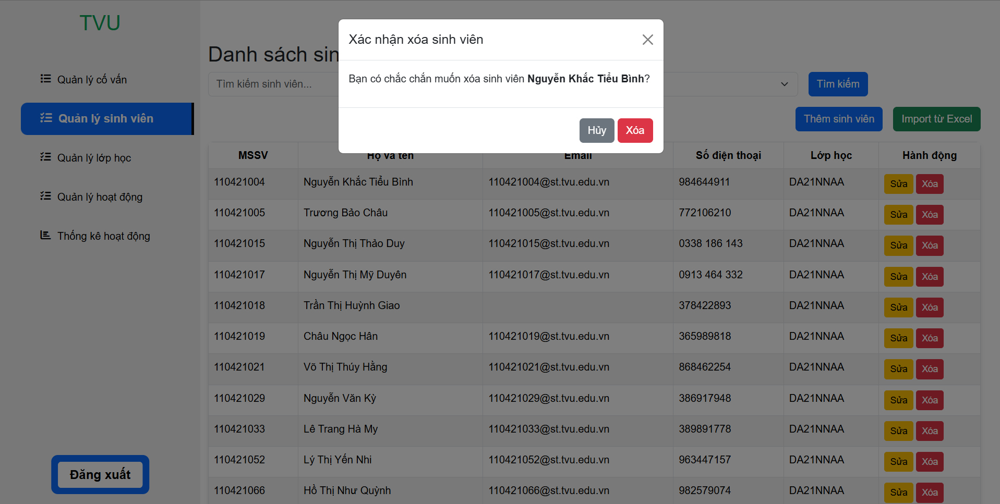 TVU
Quản lý cố vấn
Quản lý sinh viên
Quản lý lớp học
Quản lý hoạt động
Thống kê hoạt động
Đăng xuất
Xác nhận xóa sinh viên
Bạn có chắc chắn muốn xóa sinh viên Nguyễn Khắc Tiểu Bình?
Hủy Xóa
Danh sách sin
Tìm kiếm sinh viên... Tìm kiếm
Thêm sinh viên Import từ Excel
MSSV Họ và tên Email Số điện thoại Lớp học Hành động
110421004 Nguyễn Khắc Tiểu Bình 110421004@st.tvu.edu.vn 984644911 DA21NNAA Sửa Xóa
110421005 Trương Bảo Châu 110421005@st.tvu.edu.vn 772106210 DA21NNAA Sửa Xóa
110421015 Nguyễn Thị Thảo Duy 110421015@st.tvu.edu.vn 0338 186 143 DA21NNAA Sửa Xóa
110421017 Nguyễn Thị Mỹ Duyên 110421017@st.tvu.edu.vn 0913 464 332 DA21NNAA Sửa Xóa
110421018 Trần Thị Huỳnh Giao 378422893 DA21NNAA Sửa Xóa
110421019 Châu Ngọc Hân 110421019@st.tvu.edu.vn 365989818 DA21NNAA Sửa Xóa
110421021 Võ Thị Thúy Hằng 110421021@st.tvu.edu.vn 868462254 DA21NNAA Sửa Xóa
110421029 Nguyễn Văn Kỳ 110421029@st.tvu.edu.vn 386917948 DA21NNAA Sửa Xóa
110421033 Lê Trang Hà My 110421033@st.tvu.edu.vn 389891778 DA21NNAA Sửa Xóa
110421052 Lý Thị Yến Nhi 110421052@st.tvu.edu.vn 963447157 DA21NNAA Sửa Xóa
110421066 Hồ Thị Như Quỳnh 110421066@st.tvu.edu.vn 982579074 DA21NNAA Sửa Xóa